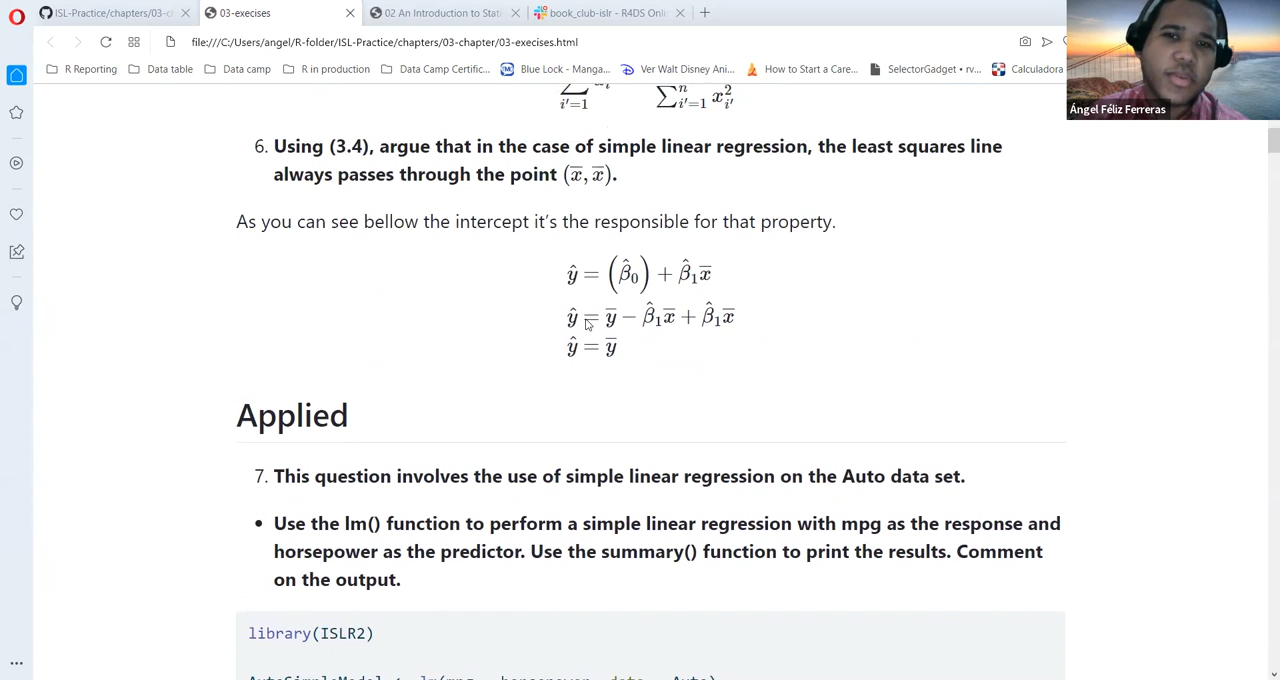 ISLR-Practice/chapters/03-c
03-execises
02 An Introduction to Stat
book_club-islr - R4DS Onli
file:///C:/Users/angel/R-folder/ISL-Practice/chapters/03-chapter/03-execises.html
R Reporting
Data table
Data camp
R in production
Data Camp Certific...
Blue Lock - Manga...
Ver Walt Disney Ani...
How to Start a Care...
SelectorGadget • rv...
Calculadora
Ángel Féliz Ferreras
i′=1 ∑ⁿ i′=1 x²i′
6. Using (3.4), argue that in the case of simple linear regression, the least squares line
always passes through the point (x̅, x̅).
As you can see bellow the intercept it's the responsible for that property.
ŷ = (β̂₀) + β̂₁x̅
ŷ = y̅ − β̂₁x̅ + β̂₁x̅
ŷ = y̅
Applied
7. This question involves the use of simple linear regression on the Auto data set.
• Use the lm() function to perform a simple linear regression with mpg as the response and
horsepower as the predictor. Use the summary() function to print the results. Comment
on the output.
library(ISLR2)